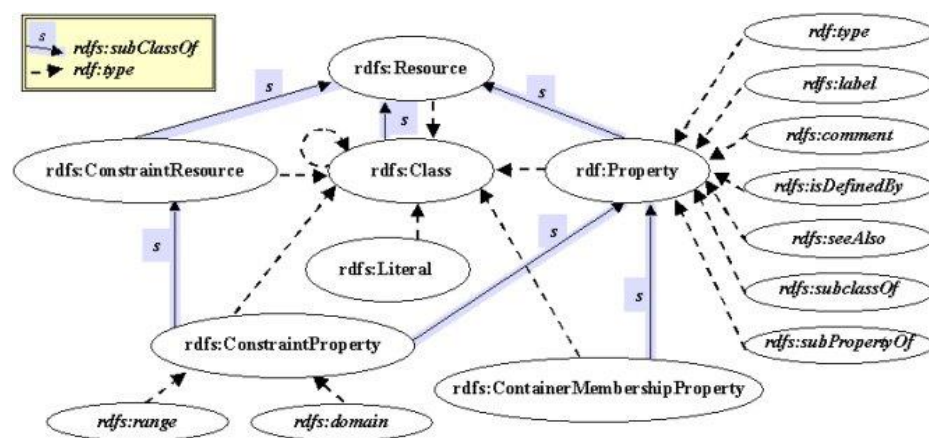 s
rdfs:subClassOf
rdf:type
rdfs:Resource
rdf:type
s
s
s
rdfs:label
rdfs:comment
rdfs:ConstraintResource
rdfs:Class
rdf:Property
rdfs:isDefinedBy
rdfs:seeAlso
s
s
rdfs:Literal
s
rdfs:subclassOf
rdfs:ConstraintProperty
rdfs:subPropertyOf
rdfs:ContainerMembershipProperty
rdfs:range
rdfs:domain